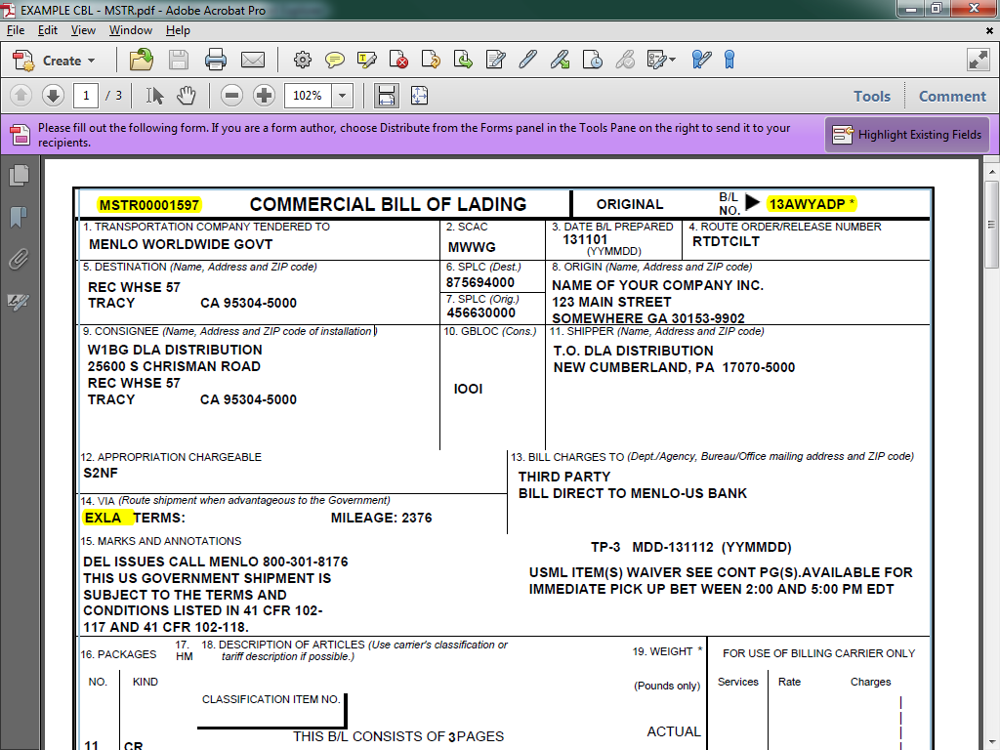 EXAMPLE CBL - MSTR.pdf - Adobe Acrobat Pro
File Edit View Window Help
Create
1 / 3 102% Tools Comment
Please fill out the following form. If you are a form author, choose Distribute from the Forms panel in the Tools Pane on the right to send it to your
recipients.
Highlight Existing Fields
MSTR00001597 COMMERCIAL BILL OF LADING ORIGINAL B/L
NO. 13AWYADP *
1. TRANSPORTATION COMPANY TENDERED TO
MENLO WORLDWIDE GOVT
2. SCAC
MWWG
3. DATE B/L PREPARED
131101
(YYMMDD)
4. ROUTE ORDER/RELEASE NUMBER
RTDTCILT
5. DESTINATION (Name, Address and ZIP code)
REC WHSE 57
TRACY CA 95304-5000
6. SPLC (Dest.)
875694000
7. SPLC (Orig.)
456630000
8. ORIGIN (Name, Address and ZIP code)
NAME OF YOUR COMPANY INC.
123 MAIN STREET
SOMEWHERE GA 30153-9902
9. CONSIGNEE (Name, Address and ZIP code of installation)
W1BG DLA DISTRIBUTION
25600 S CHRISMAN ROAD
REC WHSE 57
TRACY CA 95304-5000
10. GBLOC (Cons.)
IOOI
11. SHIPPER (Name, Address and ZIP code)
T.O. DLA DISTRIBUTION
NEW CUMBERLAND, PA 17070-5000
12. APPROPRIATION CHARGEABLE
S2NF
13. BILL CHARGES TO (Dept./Agency, Bureau/Office mailing address and ZIP code)
THIRD PARTY
BILL DIRECT TO MENLO-US BANK
14. VIA (Route shipment when advantageous to the Government)
EXLA TERMS: MILEAGE: 2376
15. MARKS AND ANNOTATIONS
DEL ISSUES CALL MENLO 800-301-8176
THIS US GOVERNMENT SHIPMENT IS
SUBJECT TO THE TERMS AND
CONDITIONS LISTED IN 41 CFR 102-
117 AND 41 CFR 102-118.
TP-3 MDD-131112 (YYMMDD)
USML ITEM(S) WAIVER SEE CONT PG(S).AVAILABLE FOR
IMMEDIATE PICK UP BET WEEN 2:00 AND 5:00 PM EDT
16. PACKAGES
NO. KIND
17.
HM
18. DESCRIPTION OF ARTICLES (Use carrier's classification or
tariff description if possible.)
CLASSIFICATION ITEM NO.
19. WEIGHT *
(Pounds only)
FOR USE OF BILLING CARRIER ONLY
Services Rate Charges
THIS B/L CONSISTS OF 3 PAGES
ACTUAL
11 CR